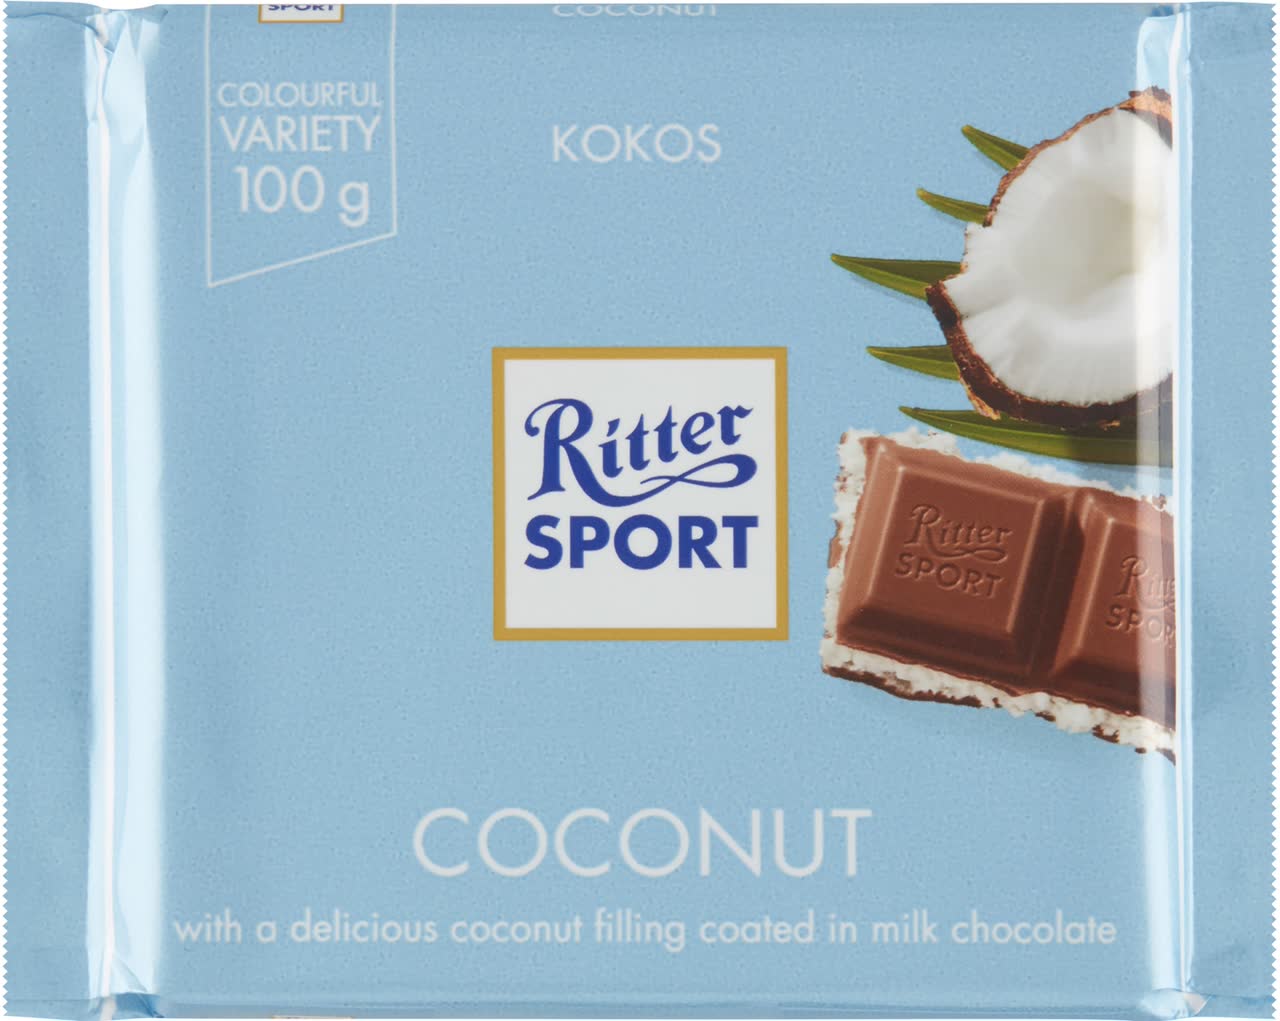 SPORT
COCONUT
COLOURFUL
VARIETY
100 g
KOKOS
Ritter
SPORT
Ritter
SPORT
COCONUT
with a delicious coconut filling coated in milk chocolate